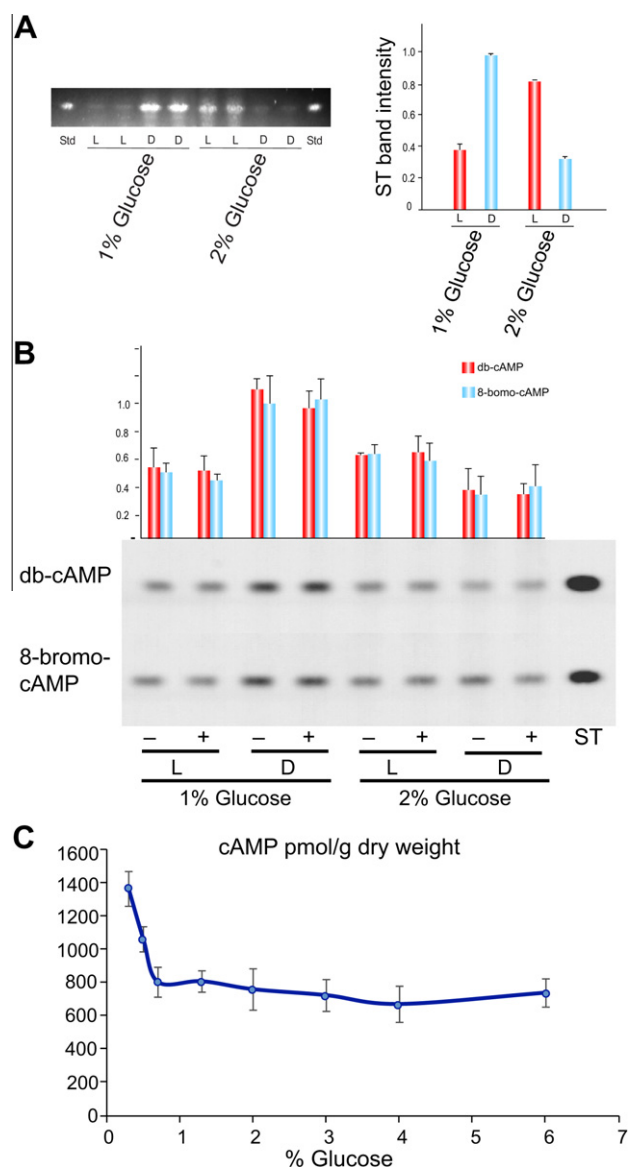 A
Std L L D D L L D D Std
1% Glucose
2% Glucose
ST band intensity
1.0
0.8
0.6
0.4
0.2
0
L D L D
1% Glucose
2% Glucose
B
db-cAMP
8-bomo-cAMP
1.0
0.8
0.6
0.4
0.2
db-cAMP
8-bromo-
cAMP
– + – + – + – + ST
L D L D
1% Glucose 2% Glucose
C
cAMP pmol/g dry weight
1600
1400
1200
1000
800
600
400
200
0
0 1 2 3 4 5 6 7
% Glucose